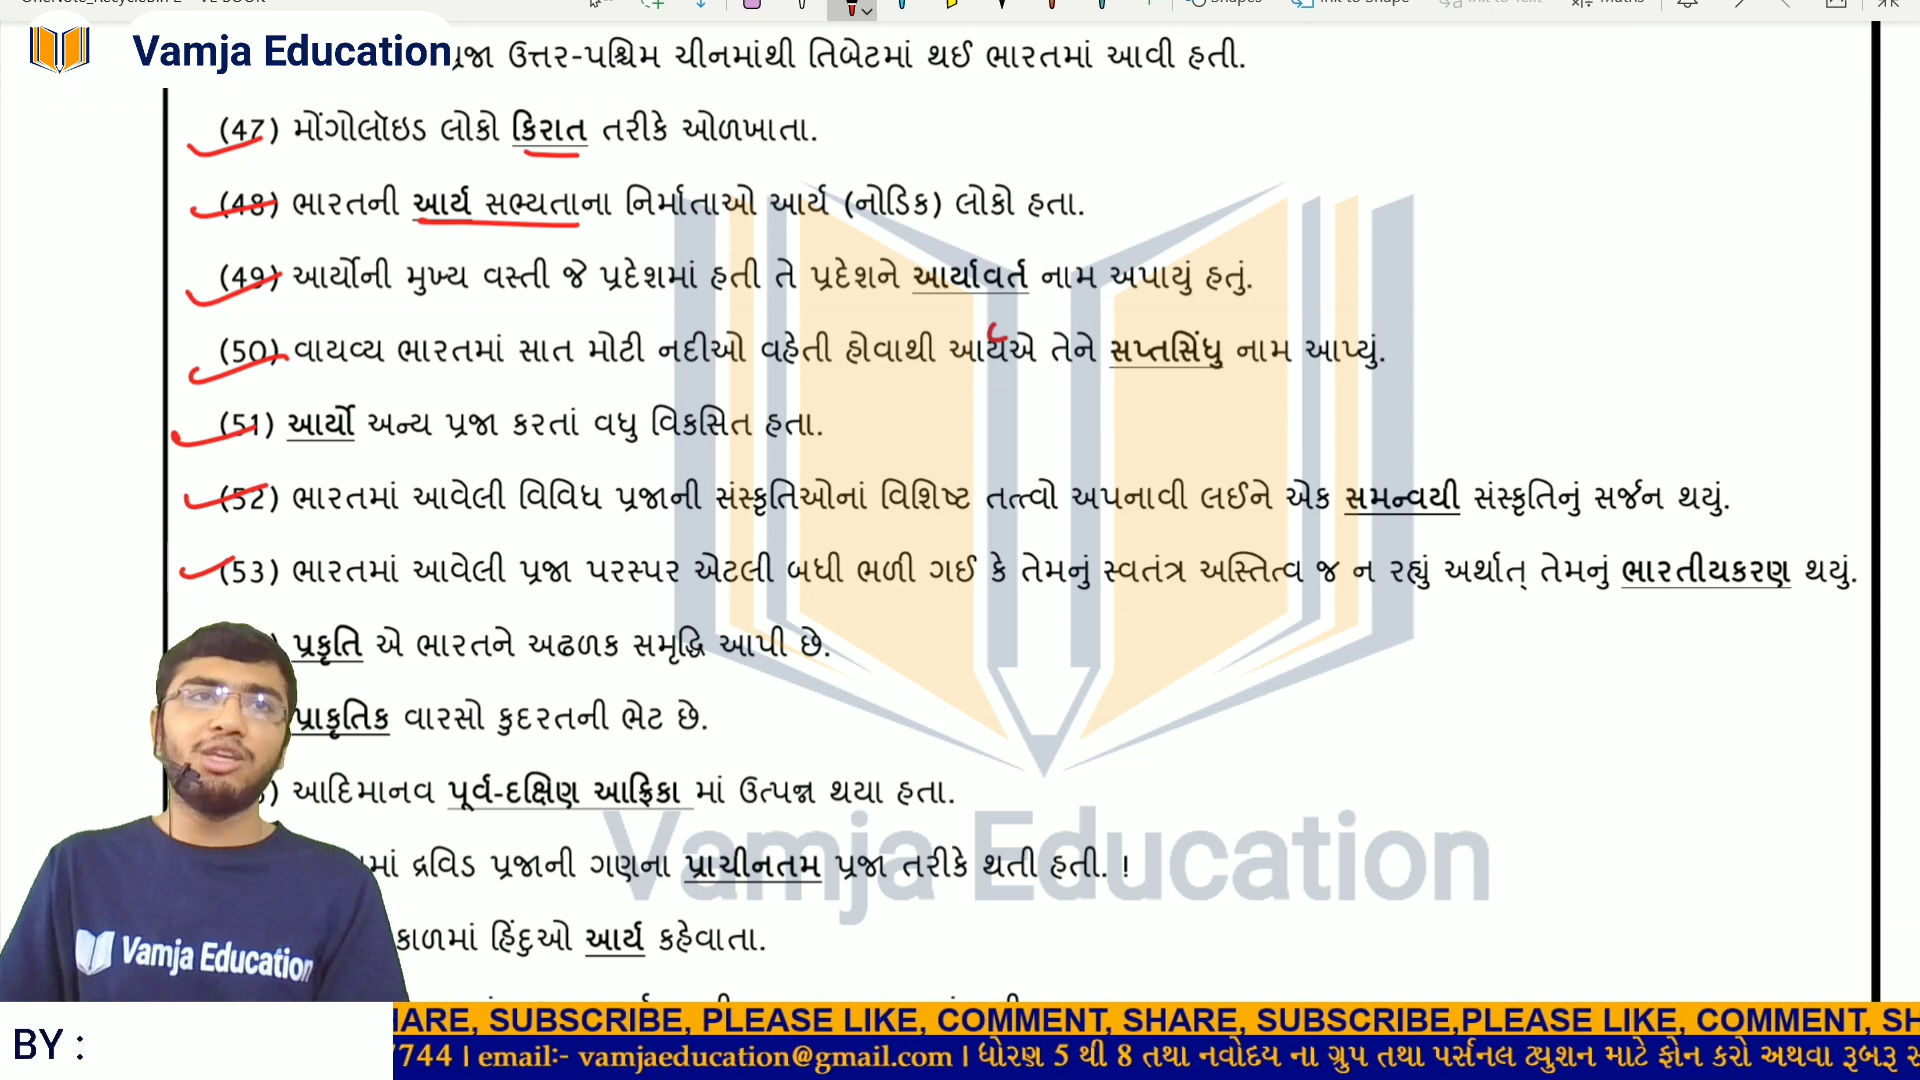 Vamja Education
પ્રજા ઉત્તર-પશ્ચિમ ચીનમાંથી તિબેટમાં થઈ ભારતમાં આવી હતી.
(47) મોંગોલૉઇડ લોકો કિરાત તરીકે ઓળખાતા.
(48) ભારતની આર્ય સભ્યતાના નિર્માતાઓ આર્ય (નોડિક) લોકો હતા.
(49) આર્યોની મુખ્ય વસ્તી જે પ્રદેશમાં હતી તે પ્રદેશને આર્યાવર્ત નામ અપાયું હતું.
(50) વાયવ્ય ભારતમાં સાત મોટી નદીઓ વહેતી હોવાથી આર્યએ તેને સપ્તસિંધુ નામ આપ્યું.
(51) આર્યો અન્ય પ્રજા કરતાં વધુ વિકસિત હતા.
(52) ભારતમાં આવેલી વિવિધ પ્રજાની સંસ્કૃતિઓનાં વિશિષ્ટ તત્ત્વો અપનાવી લઈને એક સમન્વયી સંસ્કૃતિનું સર્જન થયું.
(53) ભારતમાં આવેલી પ્રજા પરસ્પર એટલી બધી ભળી ગઈ કે તેમનું સ્વતંત્ર અસ્તિત્વ જ ન રહ્યું અર્થાત્ તેમનું ભારતીયકરણ થયું.
પ્રકૃતિ એ ભારતને અઢળક સમૃદ્ધિ આપી છે.
પ્રાકૃતિક વારસો કુદરતની ભેટ છે.
) આદિમાનવ પૂર્વ-દક્ષિણ આફ્રિકા માં ઉત્પન્ન થયા હતા.
માં દ્રવિડ પ્રજાની ગણના પ્રાચીનતમ પ્રજા તરીકે થતી હતી. !
Vamja Education
કાળમાં હિંદુઓ આર્ય કહેવાતા.
Vamja Education
BY :
SUBSCRIBE, PLEASE LIKE, COMMENT, SHARE, SUBSCRIBE,PLEASE LIKE, COMMENT,
7744 | email:- vamjaeducation@gmail.com | ધોરણ 5 થી 8 તથા નવોદય ના ગ્રુપ તથા પર્સનલ ટ્યુશન માટે ફોન કરો અથવા રૂબરૂ